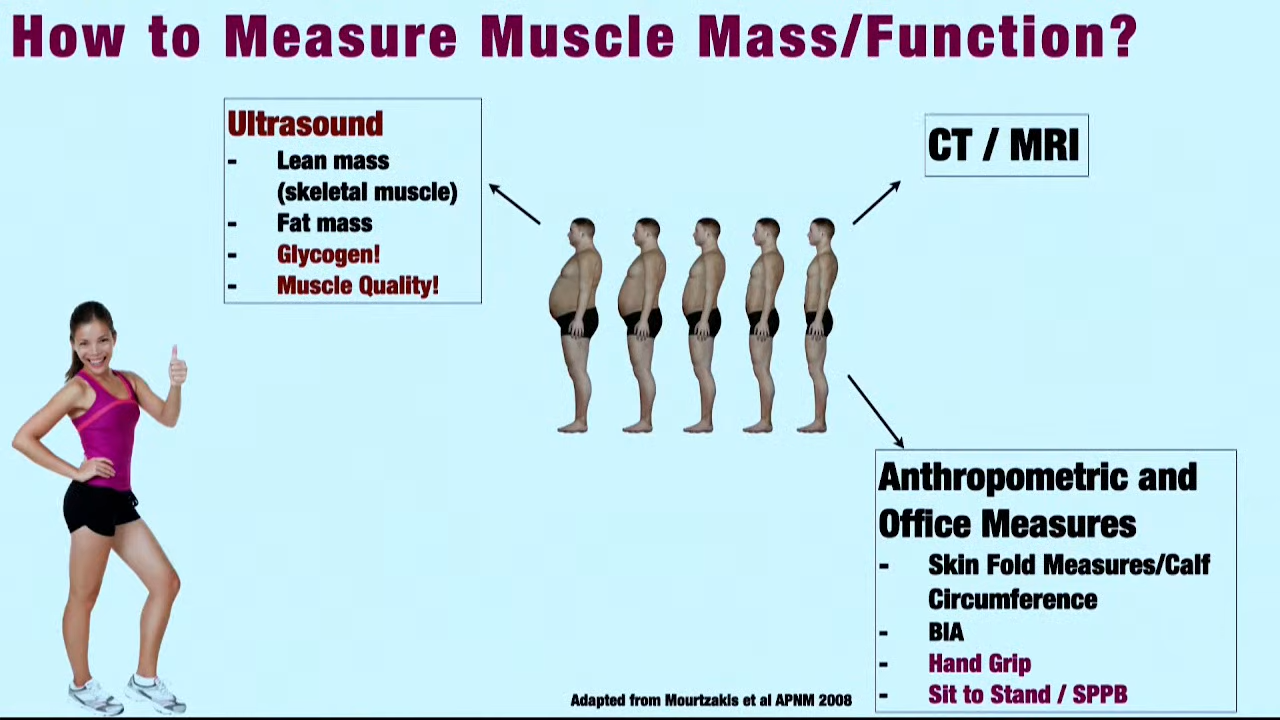 How to Measure Muscle Mass/Function?
Ultrasound
- Lean mass
(skeletal muscle)
- Fat mass
- Glycogen!
- Muscle Quality!
CT / MRI
Anthropometric and
Office Measures
- Skin Fold Measures/Calf
Circumference
- BIA
- Hand Grip
- Sit to Stand / SPPB
Adapted from Mourtzakis et al APNM 2008